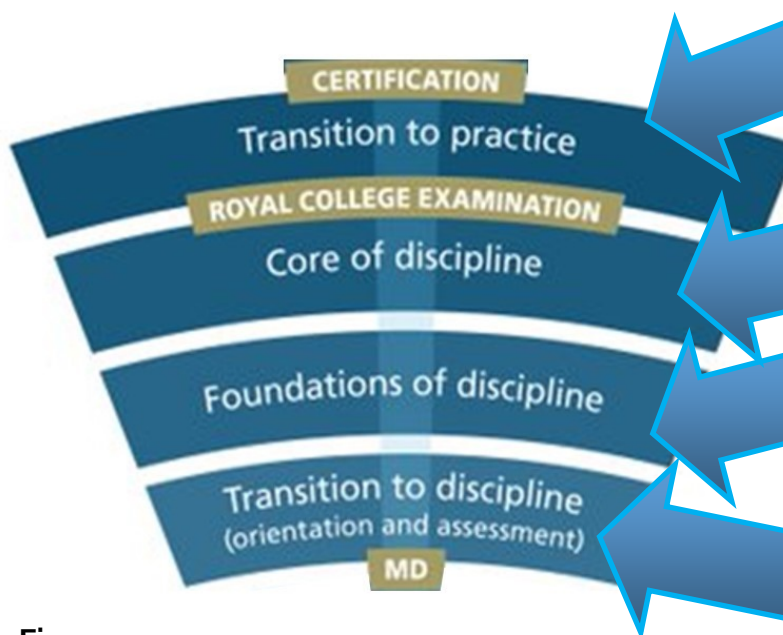 CERTIFICATION
Transition to practice
ROYAL COLLEGE EXAMINATION
Core of discipline
Foundations of discipline
Transition to discipline
(orientation and assessment)
MD